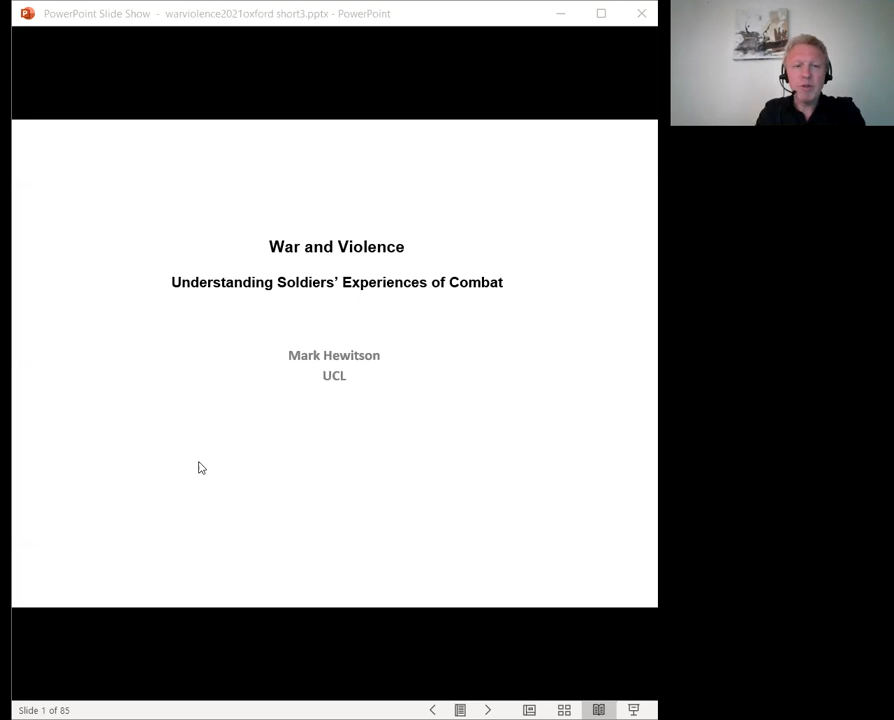 PowerPoint Slide Show - warviolence2021oxford short3.pptx - PowerPoint
War and Violence
Understanding Soldiers’ Experiences of Combat
Mark Hewitson
UCL
Slide 1 of 85